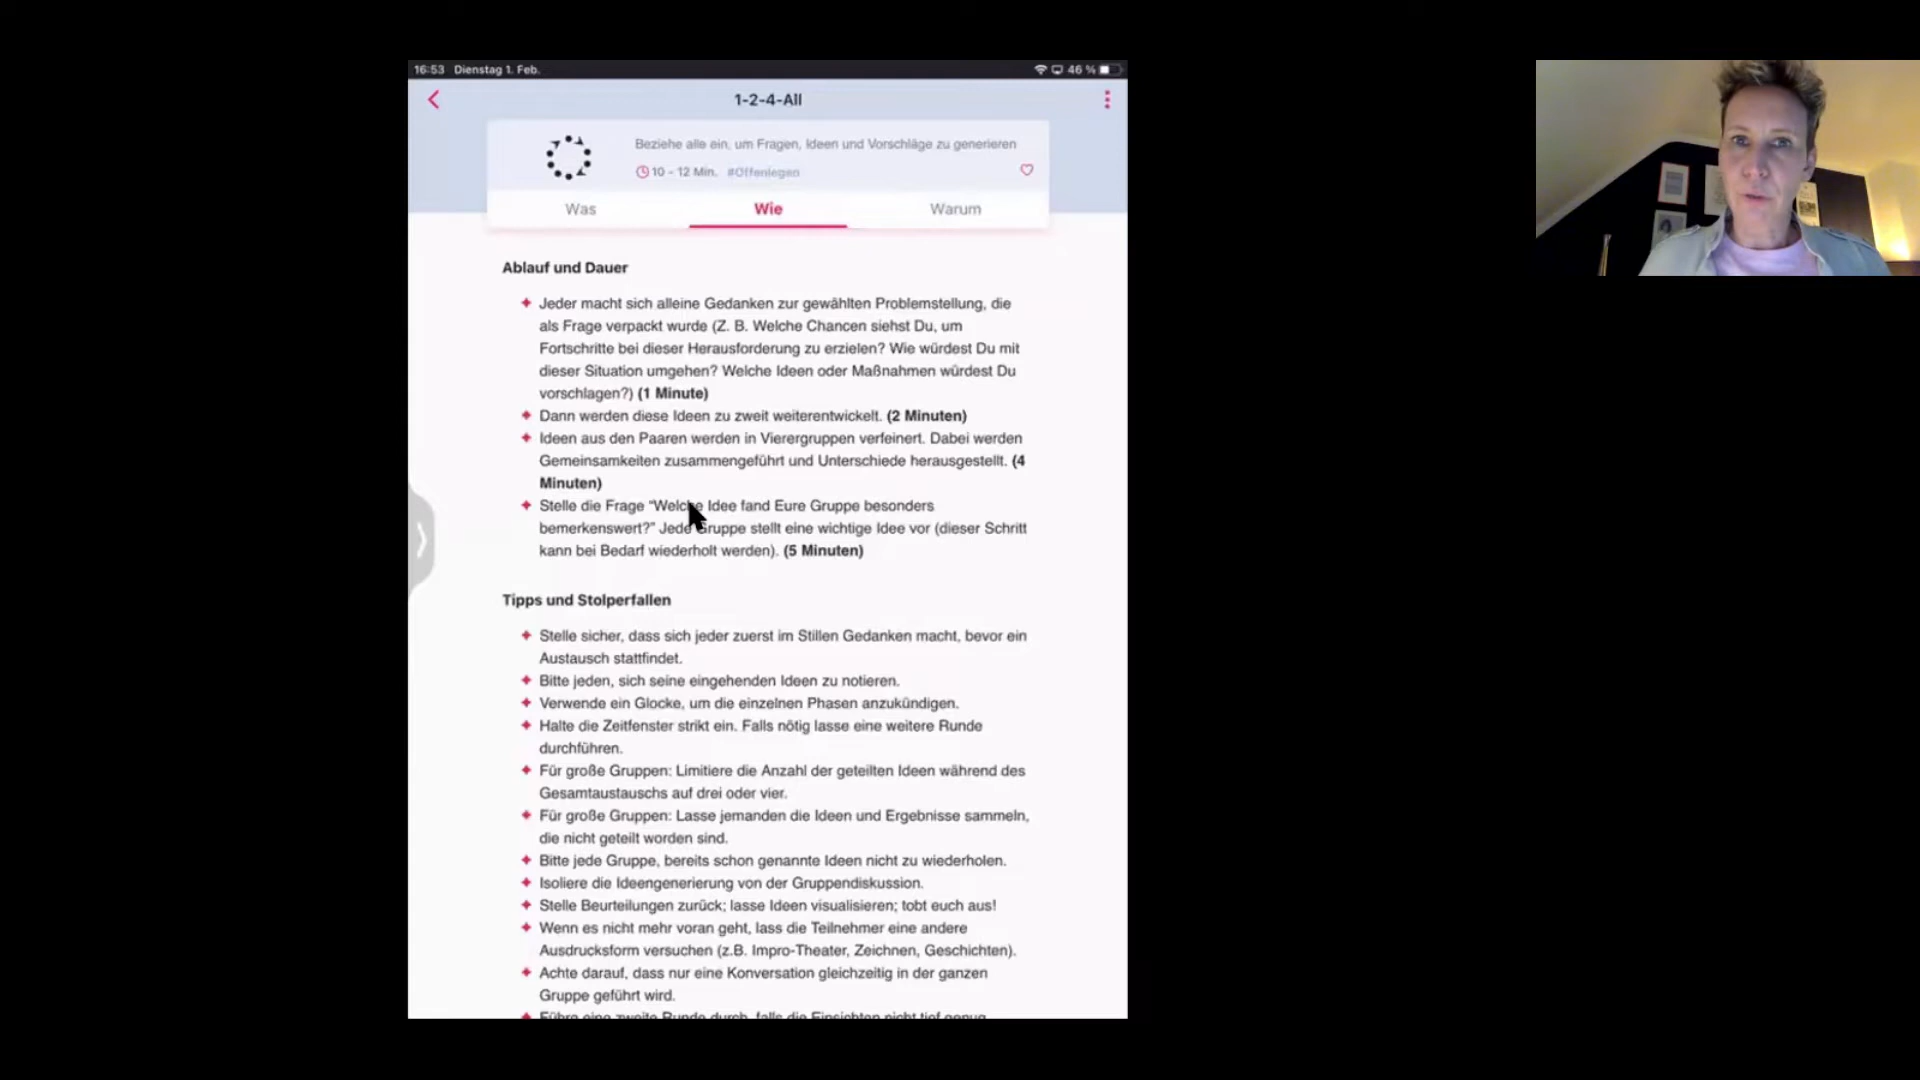 16:53 Dienstag 1. Feb.
46 %
1-2-4-All
Beziehe alle ein, um Fragen, Ideen und Vorschläge zu generieren
10 - 12 Min. #Offenlegen
Was
Wie
Warum
Ablauf und Dauer
Jeder macht sich alleine Gedanken zur gewählten Problemstellung, die
als Frage verpackt wurde (Z. B. Welche Chancen siehst Du, um
Fortschritte bei dieser Herausforderung zu erzielen? Wie würdest Du mit
dieser Situation umgehen? Welche Ideen oder Maßnahmen würdest Du
vorschlagen?) (1 Minute)
Dann werden diese Ideen zu zweit weiterentwickelt. (2 Minuten)
Ideen aus den Paaren werden in Vierergruppen verfeinert. Dabei werden
Gemeinsamkeiten zusammengeführt und Unterschiede herausgestellt. (4
Minuten)
Stelle die Frage “Welche Idee fand Eure Gruppe besonders
bemerkenswert?” Jede Gruppe stellt eine wichtige Idee vor (dieser Schritt
kann bei Bedarf wiederholt werden). (5 Minuten)
Tipps und Stolperfallen
Stelle sicher, dass sich jeder zuerst im Stillen Gedanken macht, bevor ein
Austausch stattfindet.
Bitte jeden, sich seine eingehenden Ideen zu notieren.
Verwende ein Glocke, um die einzelnen Phasen anzukündigen.
Halte die Zeitfenster strikt ein. Falls nötig lasse eine weitere Runde
durchführen.
Für große Gruppen: Limitiere die Anzahl der geteilten Ideen während des
Gesamtaustauschs auf drei oder vier.
Für große Gruppen: Lasse jemanden die Ideen und Ergebnisse sammeln,
die nicht geteilt worden sind.
Bitte jede Gruppe, bereits schon genannte Ideen nicht zu wiederholen.
Isoliere die Ideengenerierung von der Gruppendiskussion.
Stelle Beurteilungen zurück; lasse Ideen visualisieren; tobt euch aus!
Wenn es nicht mehr voran geht, lass die Teilnehmer eine andere
Ausdrucksform versuchen (z.B. Impro-Theater, Zeichnen, Geschichten).
Achte darauf, dass nur eine Konversation gleichzeitig in der ganzen
Gruppe geführt wird.
Führe eine zweite Runde durch, falls die Einsichten nicht tief genug